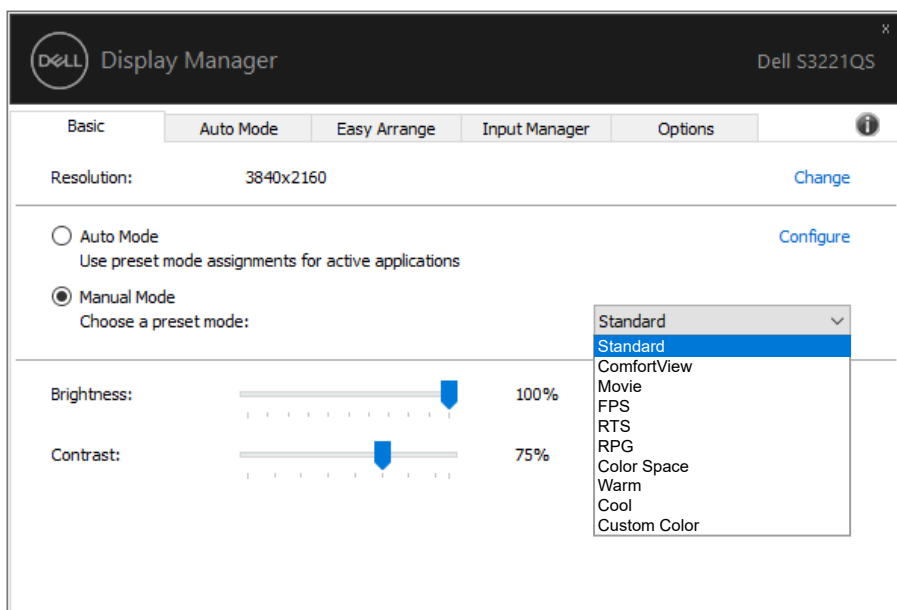 DELL Display Manager
x
Dell S3221QS
Basic Auto Mode Easy Arrange Input Manager Options i
Resolution: 3840x2160 Change
Auto Mode Configure
Use preset mode assignments for active applications
Manual Mode
Choose a preset mode: Standard
Standard
ComfortView
Movie
FPS
RTS
RPG
Color Space
Warm
Cool
Custom Color
Brightness: 100%
Contrast: 75%